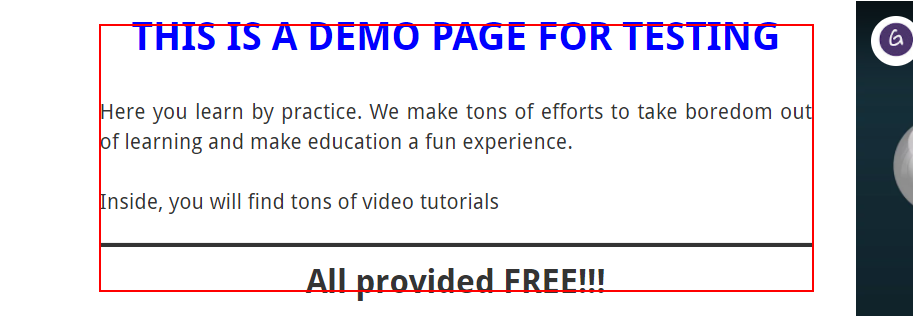 THIS IS A DEMO PAGE FOR TESTING
Here you learn by practice. We make tons of efforts to take boredom out
of learning and make education a fun experience.
Inside, you will find tons of video tutorials
All provided FREE!!!
G